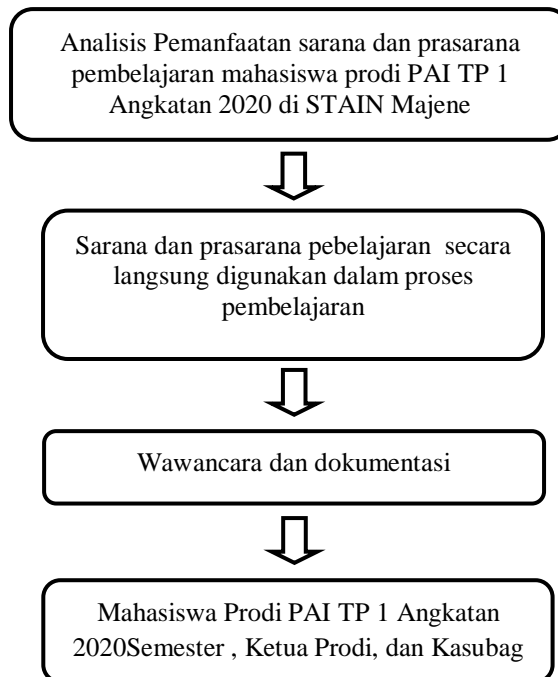 Analisis Pemanfaatan sarana dan prasarana
pembelajaran mahasiswa prodi PAI TP 1
Angkatan 2020 di STAIN Majene
Sarana dan prasarana pebelajaran secara
langsung digunakan dalam proses
pembelajaran
Wawancara dan dokumentasi
Mahasiswa Prodi PAI TP 1 Angkatan
2020Semester , Ketua Prodi, dan Kasubag